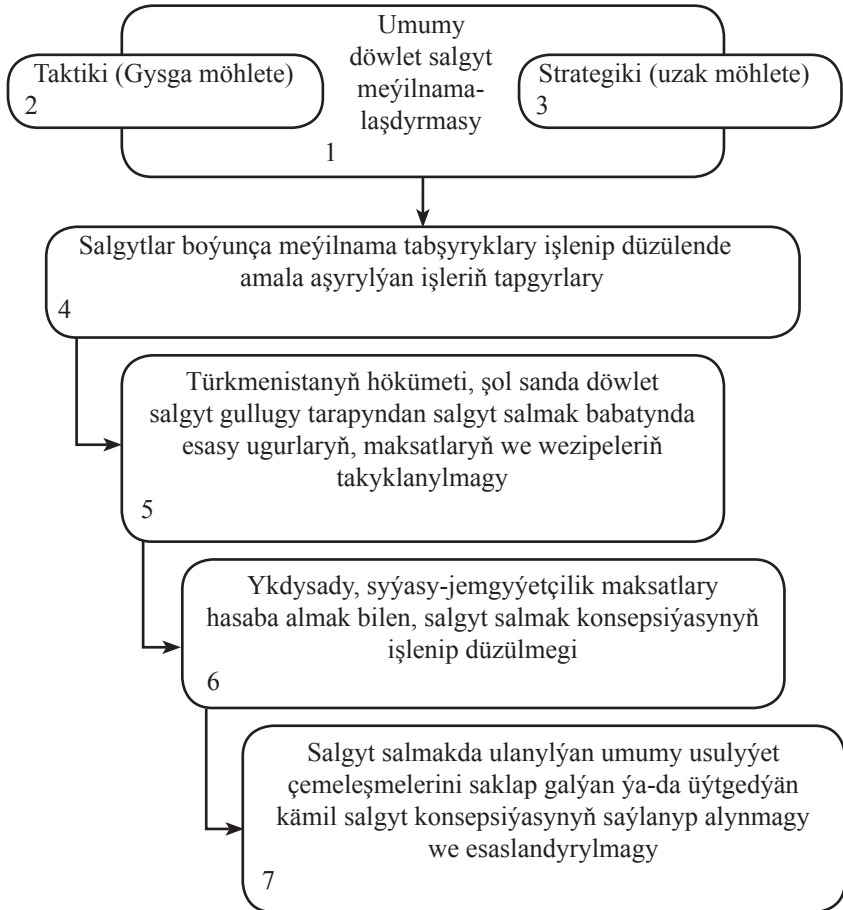 Umumy
döwlet salgyt
meýilnama-
laşdyrmasy
1
Taktiki (Gysga möhlete)
2
Strategiki (uzak möhlete)
3
Salgytlar boýunça meýilnama tabşyryklary işlenip düzülende
amala aşyrylýan işleriň tapgyrlary
4
Türkmenistanyň hökümeti, şol sanda döwlet
salgyt gullugy tarapyndan salgyt salmak babatynda
esasy ugurlaryň, maksatlaryň we wezipeleriň
takyklanylmagy
5
Ykdysady, syýasy-jemgyýetçilik maksatlary
hasaba almak bilen, salgyt salmak konsepsiýasynyň
işlenip düzülmegi
6
Salgyt salmakda ulanylýan umumy usulyýet
çemeleşmelerini saklap galýan ýa-da üýtgedýän
kämil salgyt konsepsiýasynyň saýlanyp alynmagy
we esaslandyrylmagy
7